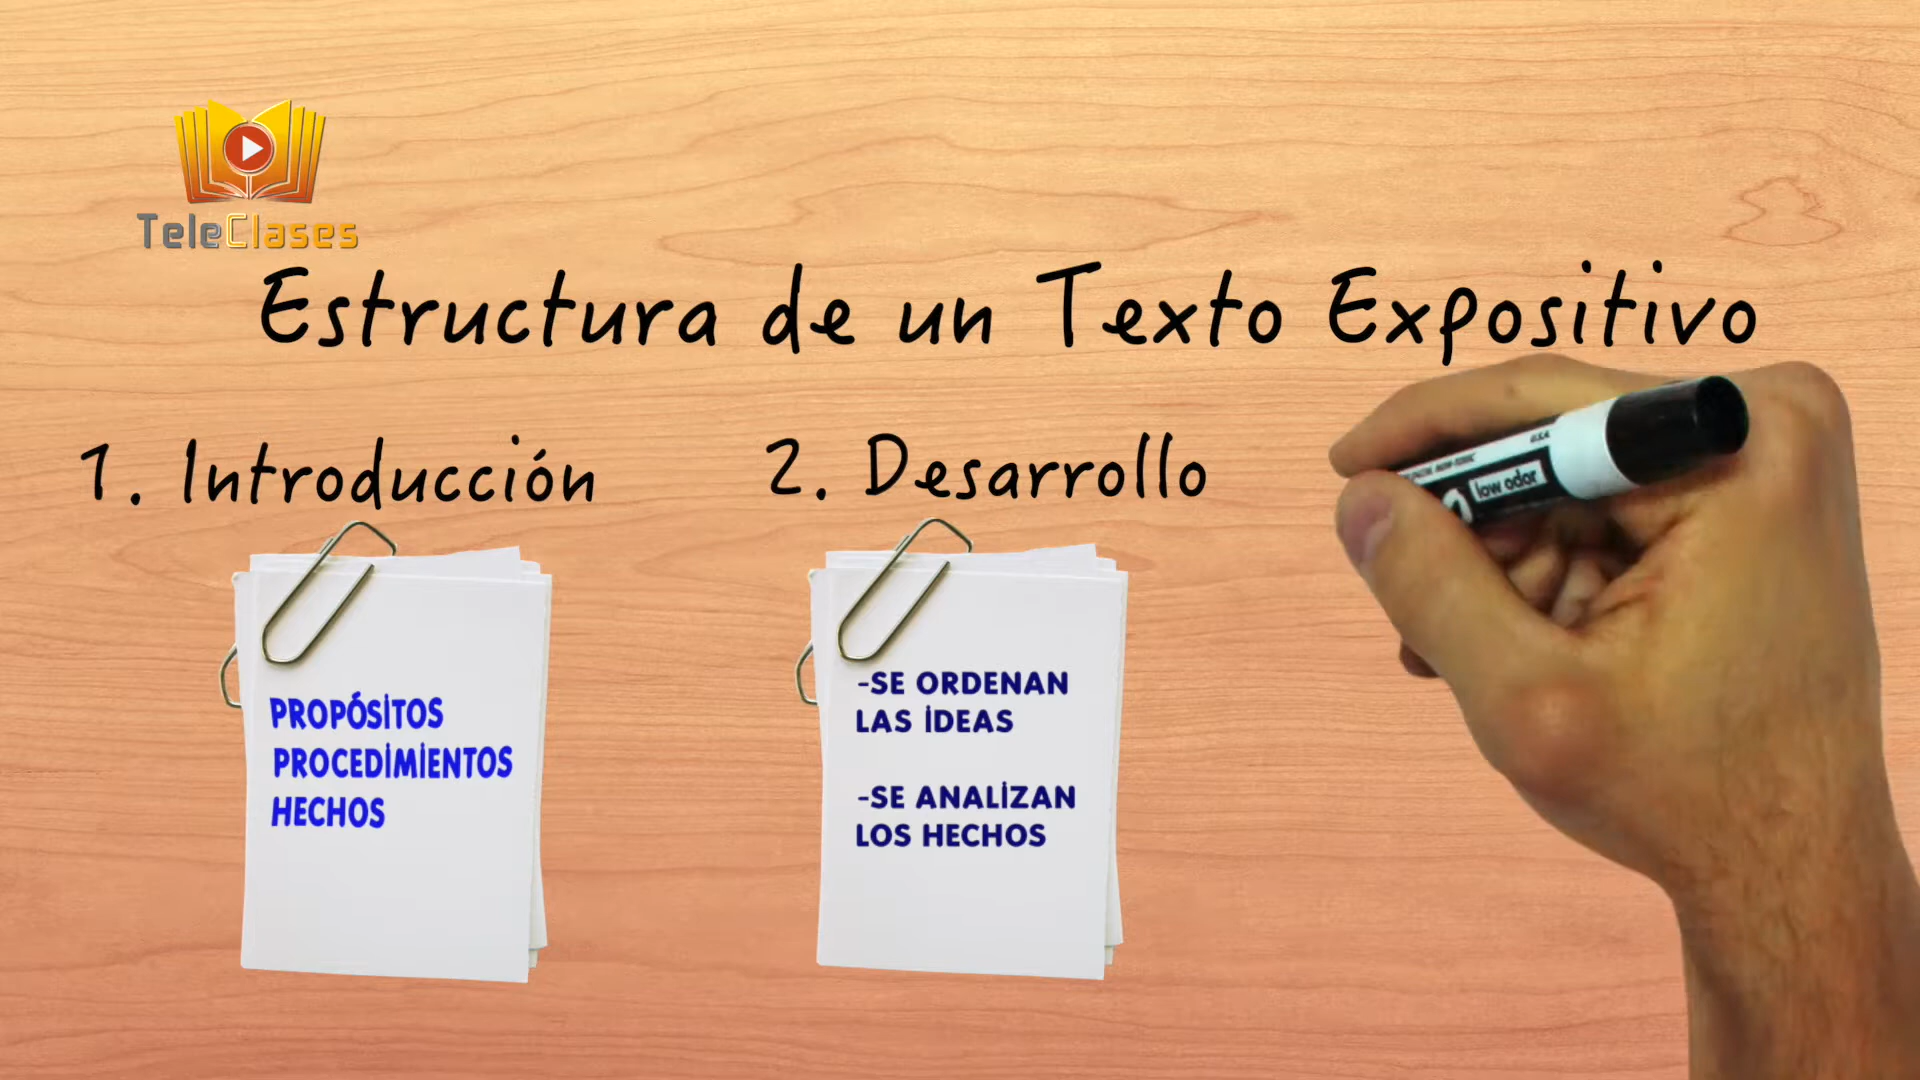 TeleClases
Estructura de un Texto Expositivo
1. Introducción
PROPÓSITOS
PROCEDIMIENTOS
HECHOS
2. Desarrollo
-SE ORDENAN
LAS IDEAS
-SE ANALIZAN
LOS HECHOS
U.S.A.
low odor